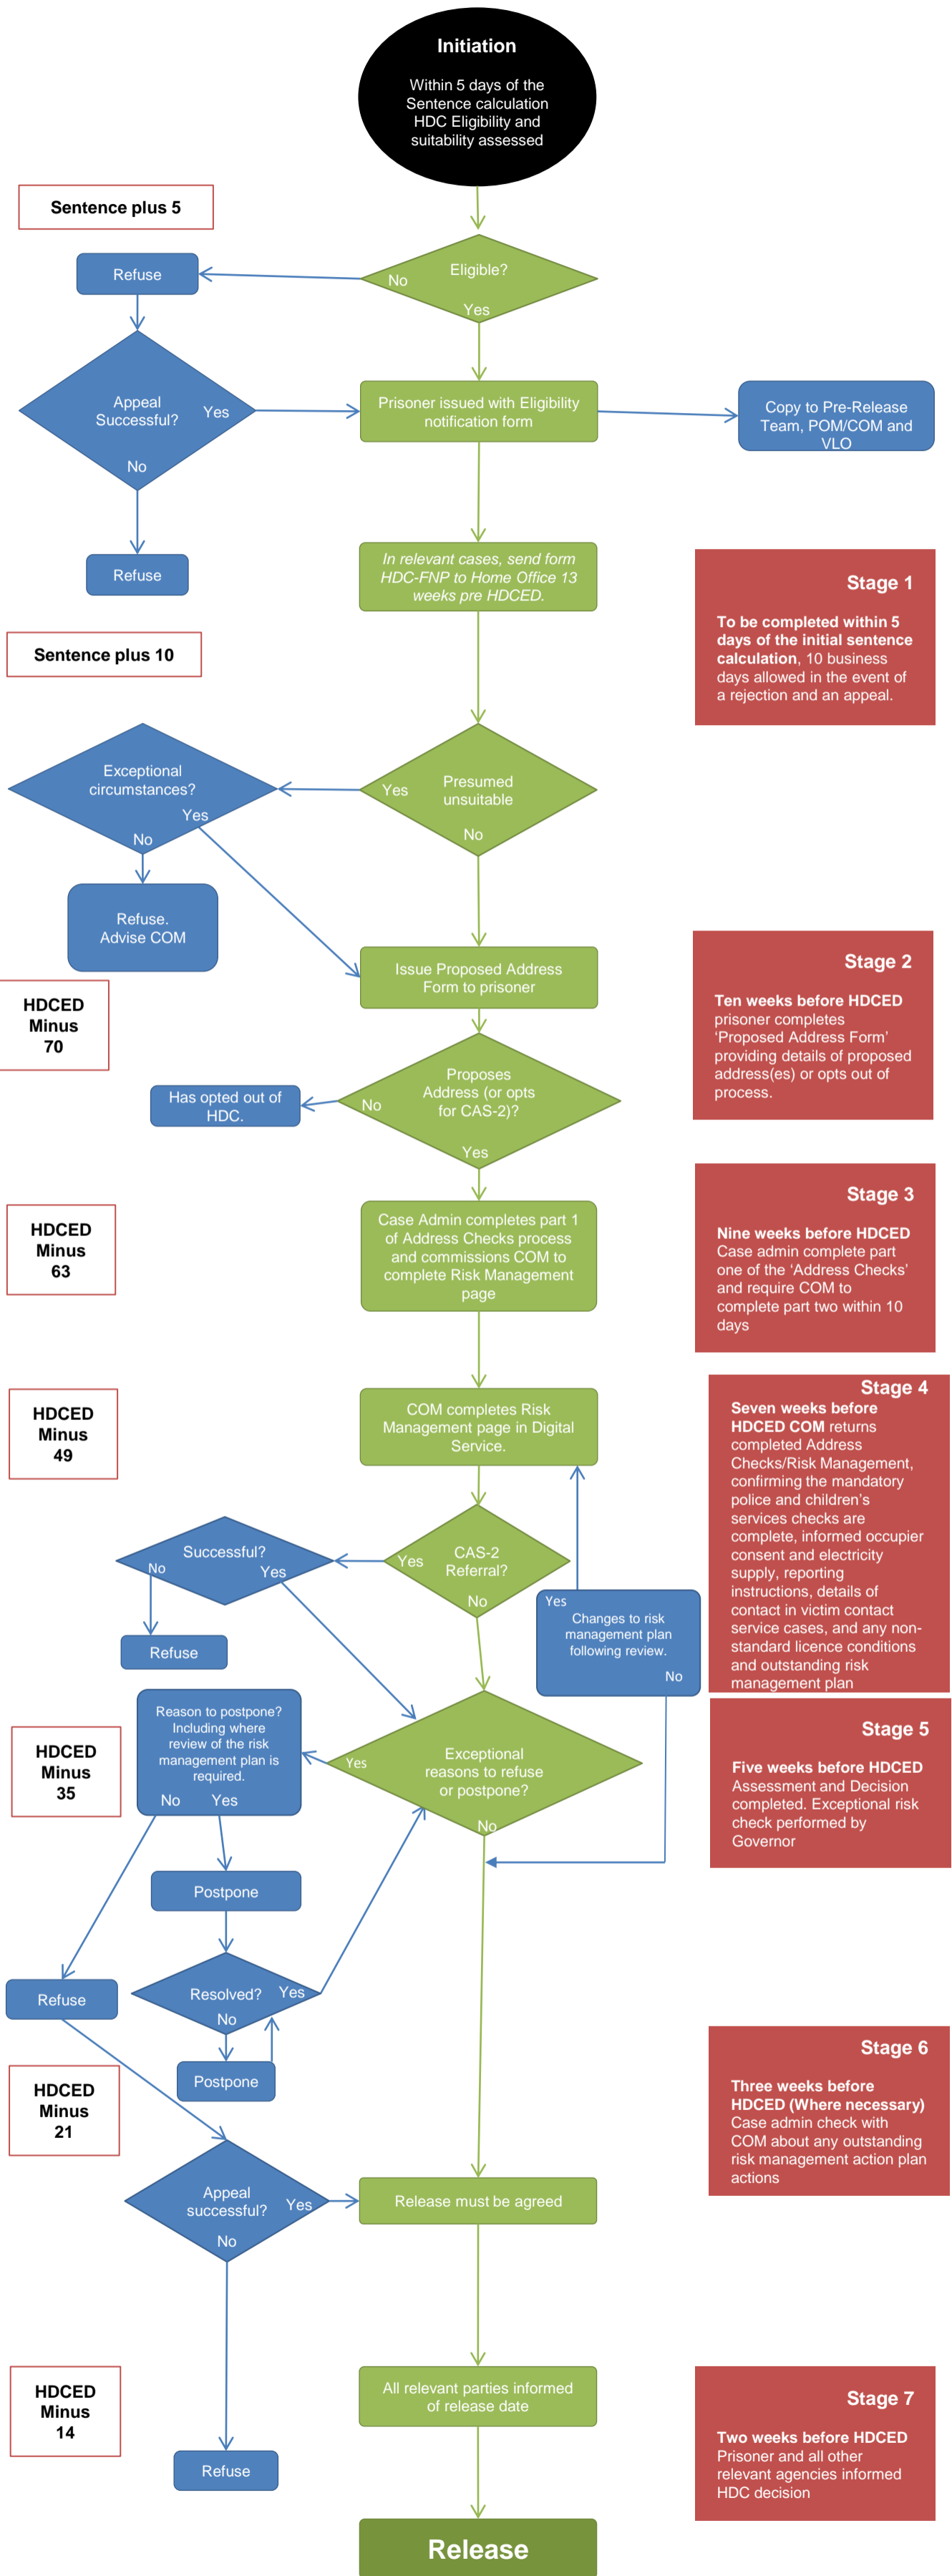 Initiation
Within 5 days of the
Sentence calculation
HDC Eligibility and
suitability assessed
Sentence plus 5
Eligible?
No
Yes
Refuse
Appeal
Successful?
Yes
No
Refuse
Prisoner issued with Eligibility
notification form
Copy to Pre-Release
Team, POM/COM and
VLO
In relevant cases, send form
HDC-FNP to Home Office 13
weeks pre HDCED.
Stage 1
To be completed within 5
days of the initial sentence
calculation, 10 business
days allowed in the event of
a rejection and an appeal.
Sentence plus 10
Presumed
unsuitable
Yes
No
Exceptional
circumstances?
Yes
No
Refuse.
Advise COM
Issue Proposed Address
Form to prisoner
Stage 2
Ten weeks before HDCED
prisoner completes
‘Proposed Address Form’
providing details of proposed
address(es) or opts out of
process.
HDCED
Minus
70
Proposes
Address (or opts
for CAS-2)?
No
Yes
Has opted out of
HDC.
Stage 3
Nine weeks before HDCED
Case admin complete part
one of the ‘Address Checks’
and require COM to
complete part two within 10
days
HDCED
Minus
63
Case Admin completes part 1
of Address Checks process
and commissions COM to
complete Risk Management
page
HDCED
Minus
49
COM completes Risk
Management page in Digital
Service.
Stage 4
Seven weeks before
HDCED COM returns
completed Address
Checks/Risk Management,
confirming the mandatory
police and children’s
services checks are
complete, informed occupier
consent and electricity
supply, reporting
instructions, details of
contact in victim contact
service cases, and any non-
standard licence conditions
and outstanding risk
management plan
CAS-2
Referral?
Yes
No
Successful?
No
Yes
Refuse
Yes
Changes to risk
management plan
following review.
No
Reason to postpone?
Including where
review of the risk
management plan is
required.
No Yes
HDCED
Minus
35
Exceptional
reasons to refuse
or postpone?
Yes
No
Stage 5
Five weeks before HDCED
Assessment and Decision
completed. Exceptional risk
check performed by
Governor
Postpone
Resolved?
Yes
No
Postpone
Refuse
HDCED
Minus
21
Stage 6
Three weeks before
HDCED (Where necessary)
Case admin check with
COM about any outstanding
risk management action plan
actions
Appeal
successful?
Yes
No
Release must be agreed
HDCED
Minus
14
All relevant parties informed
of release date
Stage 7
Two weeks before HDCED
Prisoner and all other
relevant agencies informed
HDC decision
Refuse
Release